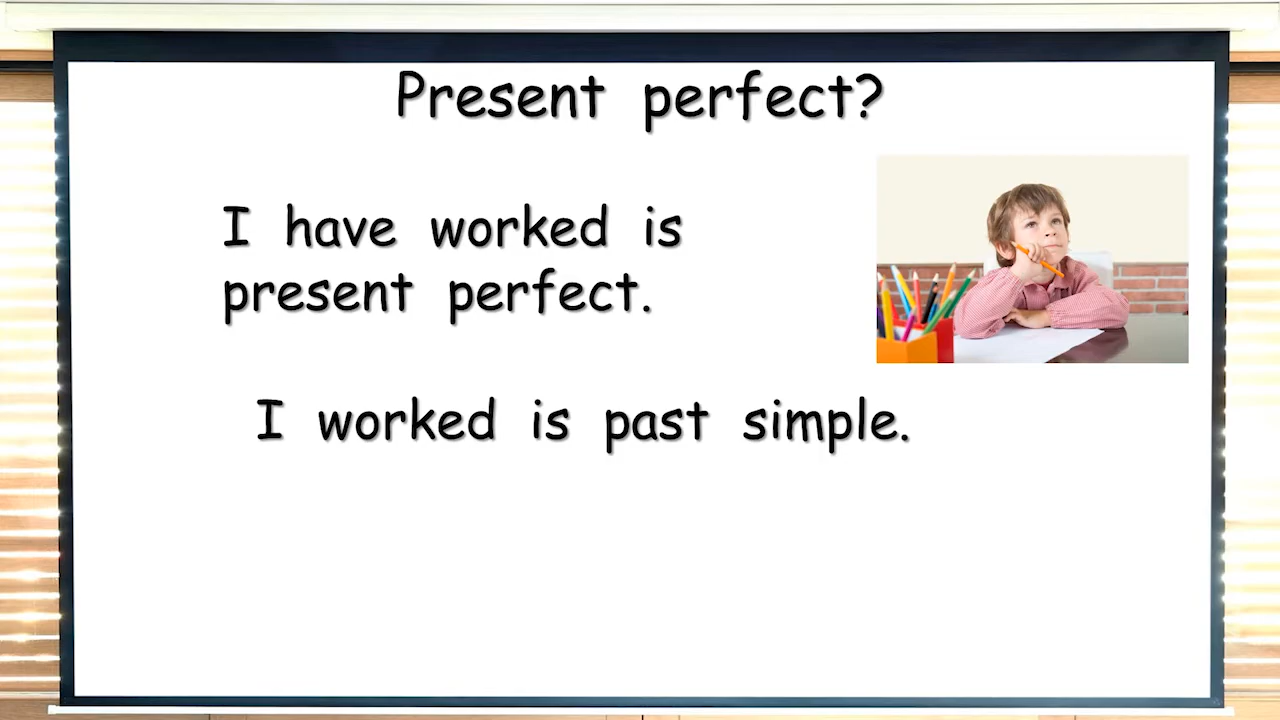 Present perfect?
I have worked is
present perfect.
I worked is past simple.